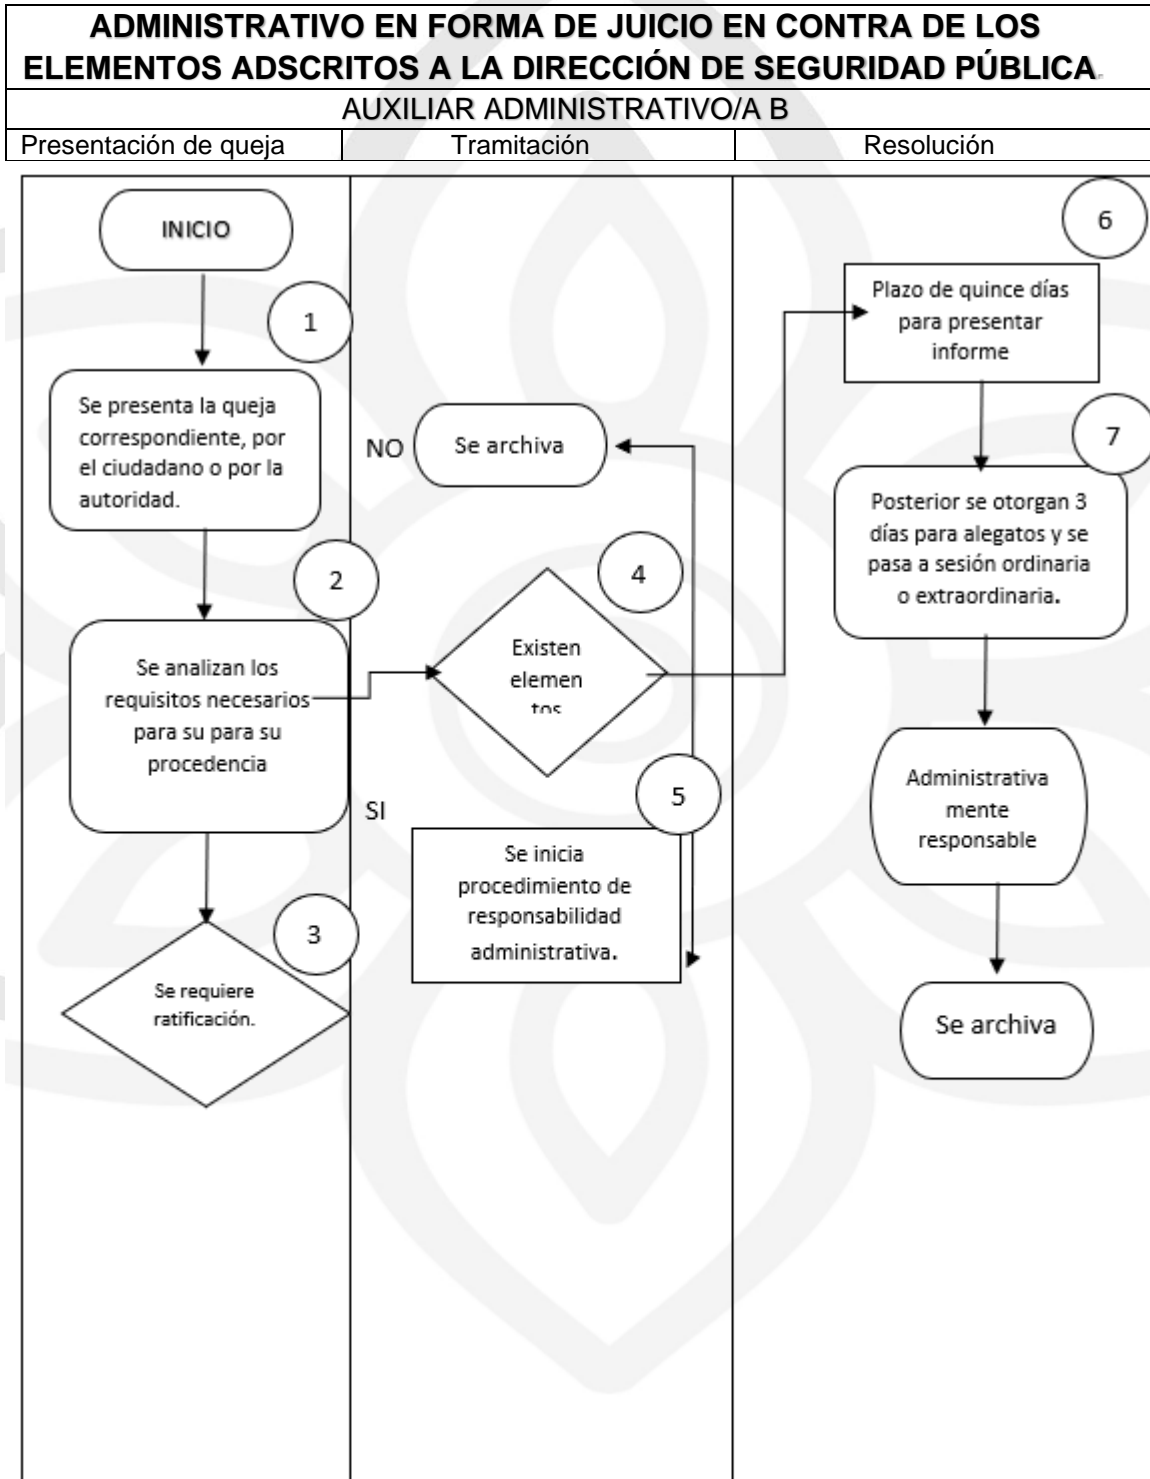 ADMINISTRATIVO EN FORMA DE JUICIO EN CONTRA DE LOS
ELEMENTOS ADSCRITOS A LA DIRECCIÓN DE SEGURIDAD PÚBLICA.
AUXILIAR ADMINISTRATIVO/A B
Presentación de queja
Tramitación
Resolución
INICIO
1
Se presenta la queja
correspondiente, por
el ciudadano o por la
autoridad.
2
Se analizan los
requisitos necesarios
para su para su
procedencia
3
Se requiere
ratificación.
NO
Se archiva
4
Existen
elemen
tos
SI
5
Se inicia
procedimiento de
responsabilidad
administrativa.
6
Plazo de quince días
para presentar
informe
7
Posterior se otorgan 3
días para alegatos y se
pasa a sesión ordinaria
o extraordinaria.
Administrativa
mente
responsable
Se archiva